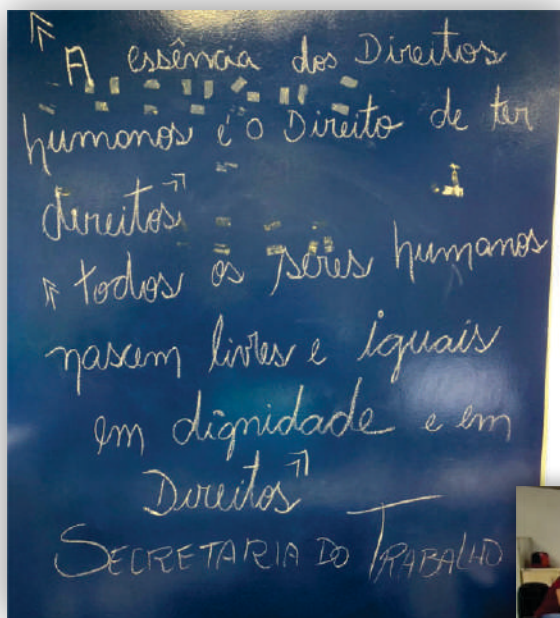 "A essência dos Direitos
humanos é o Direito de ter
direitos"
"todos os seres humanos
nascem livres e iguais
em dignidade e em
Direitos"
SECRETARIA DO TRABALHO